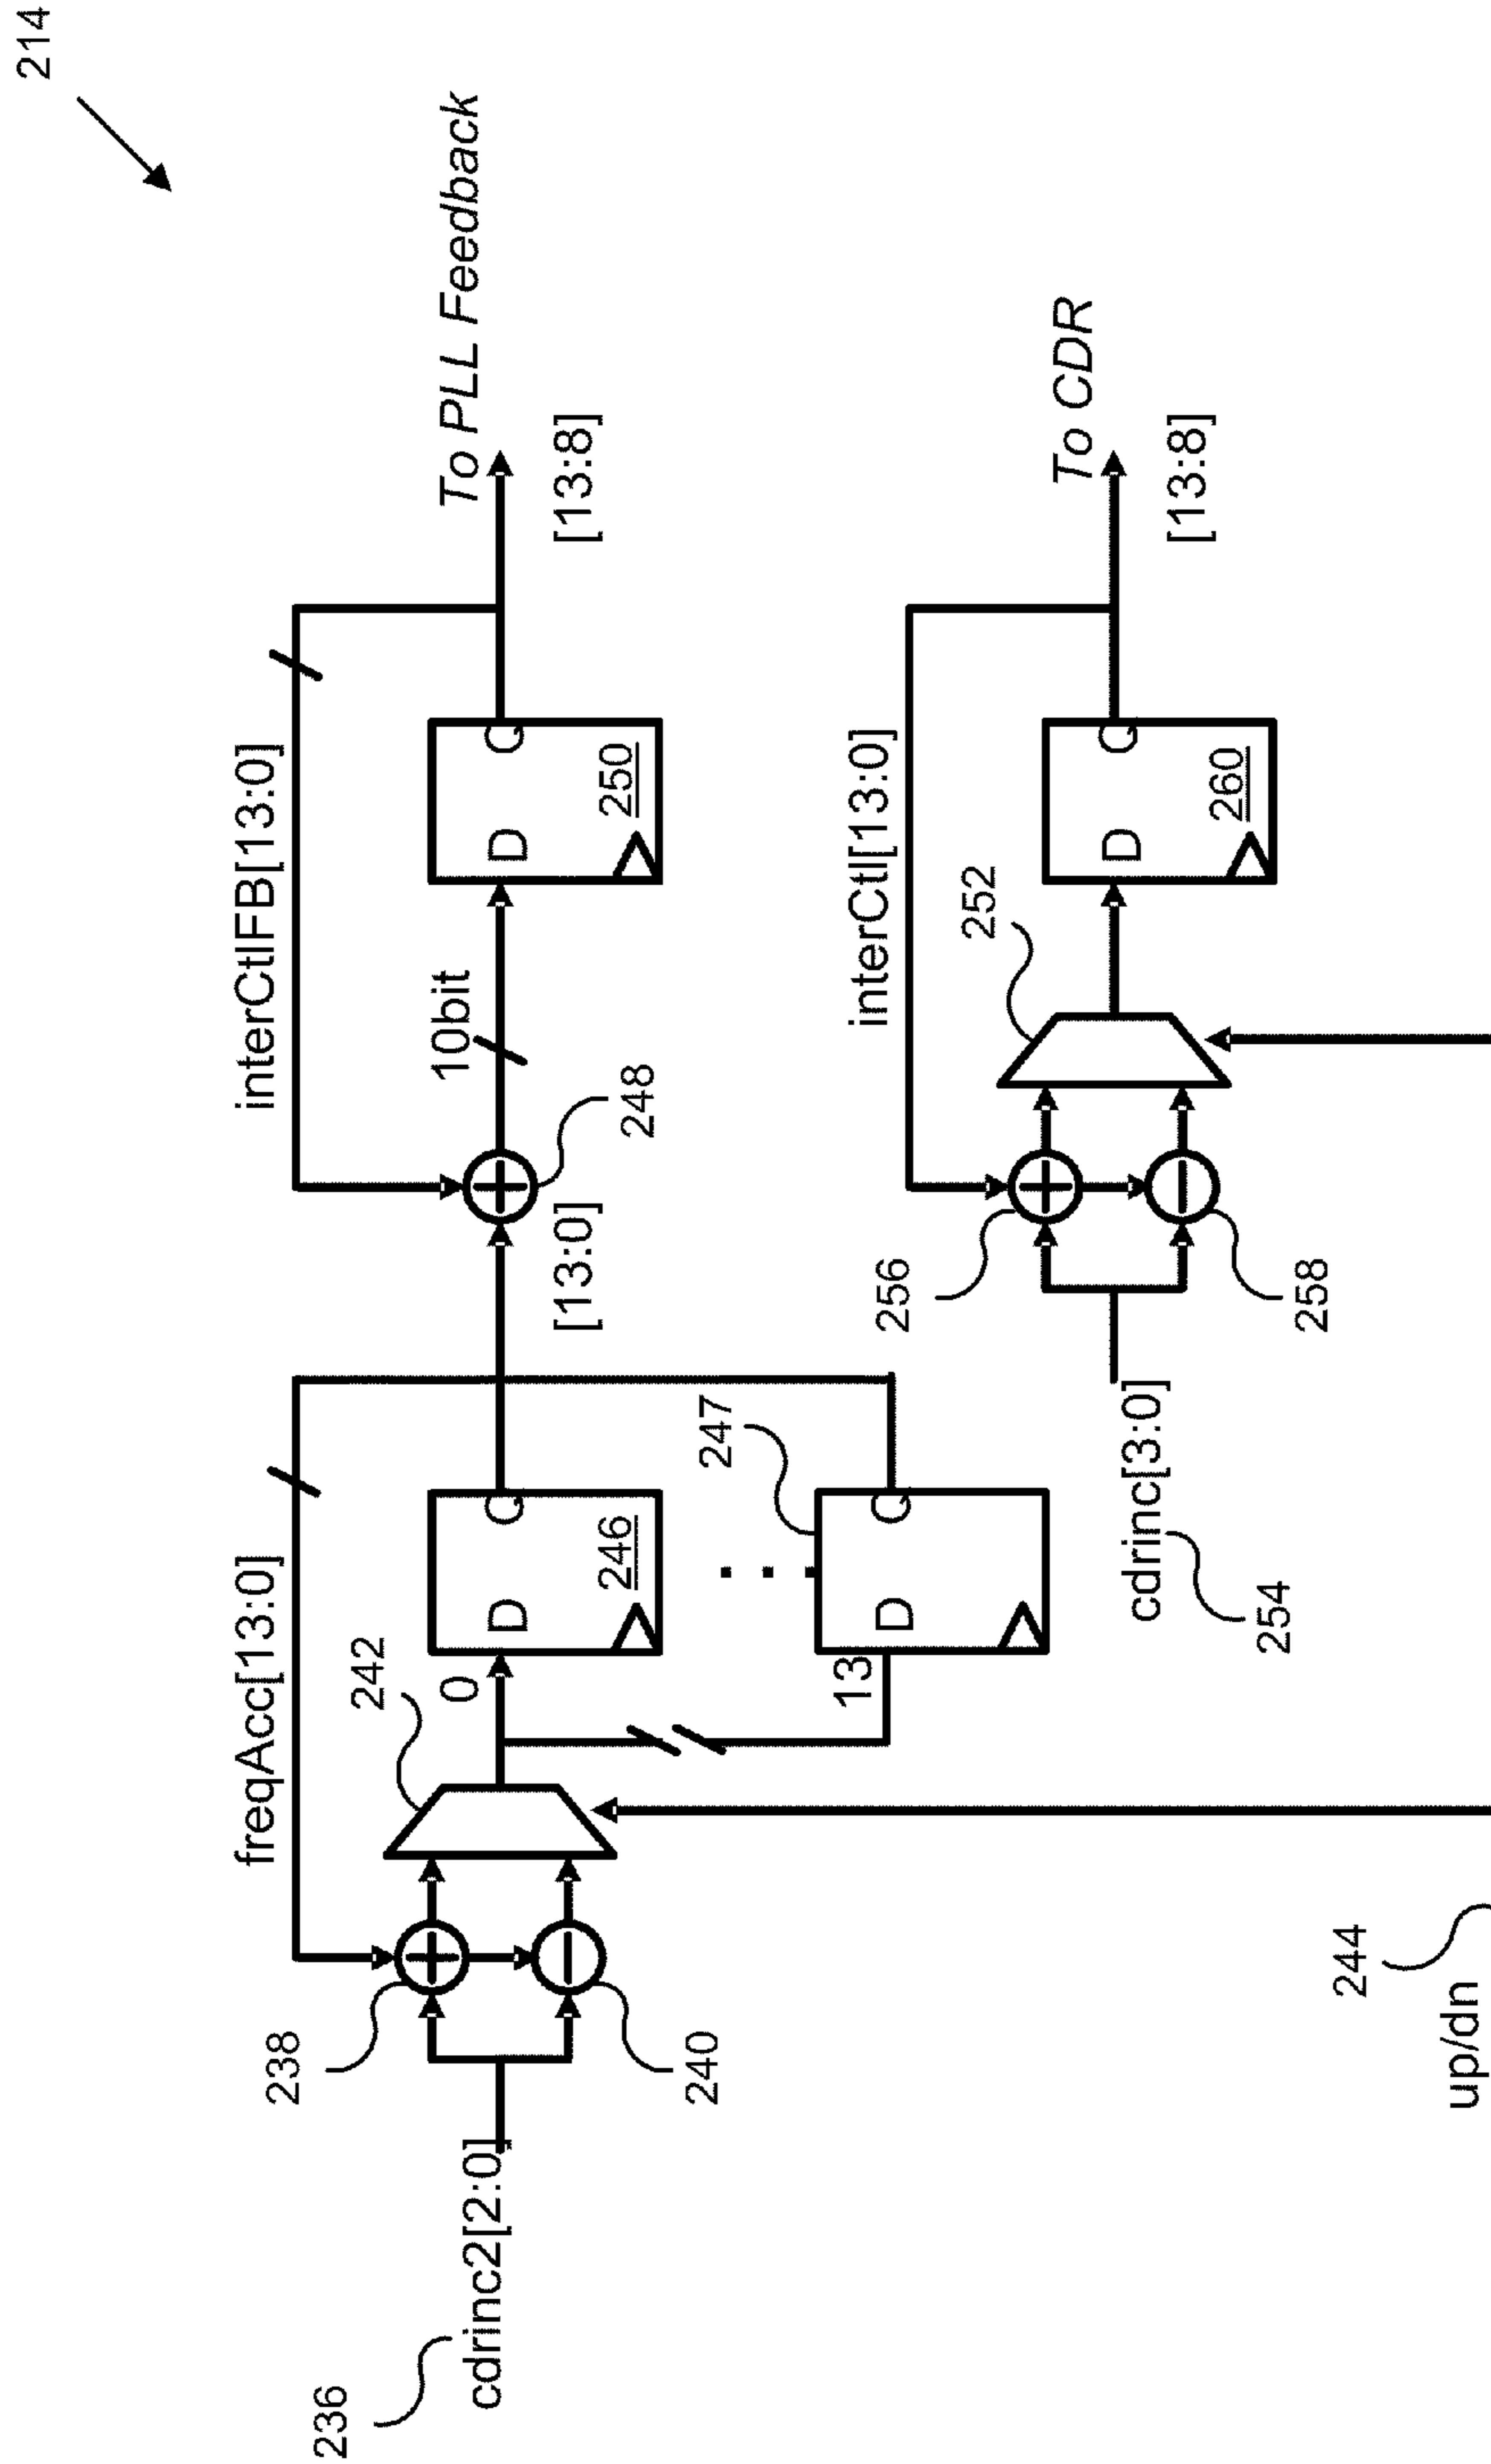 214
freqAcc[13:0]
interCtlFB[13:0]
238
242
236
cdrinc2[2:0]
0
D
Q
246
[13:0]
10bit
248
D
Q
250
To PLL Feedback
[13:8]
240
13
D
Q
247
interCtl[13:0]
256
252
cdrinc[3:0]
254
258
D
Q
260
To CDR
[13:8]
244
up/dn